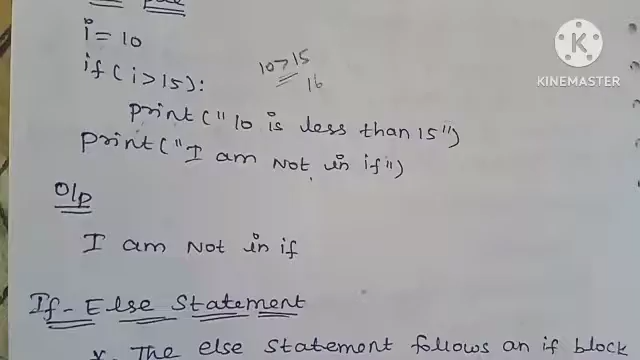 i = 10
10 > 15
16
if ( i > 15 ) :
print ( " 10 is less than 15 " )
print ( " I am Not in if " )
O/p
I am Not in if
If - Else Statement
The else Statement follows an if block
KINEMASTER